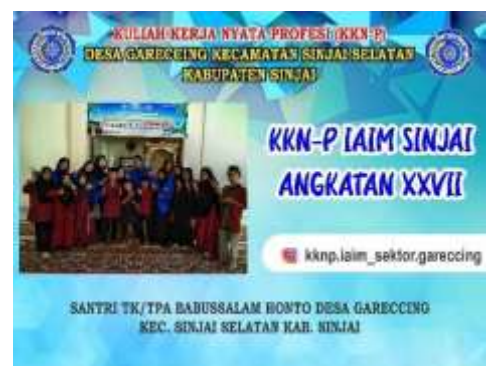 KULIAH KERJA NYATA PROFESI (KKN-P)
DESA GARECCING KECAMATAN SINJAI SELATAN
KABUPATEN SINJAI
KKN-P IAIM SINJAI
ANGKATAN XXVII
kknp.iaim_sektor.gareccing
SANTRI TK/TPA BABUSSALAM BONTO DESA GARECCING
KEC. SINJAI SELATAN KAB. SINJAI